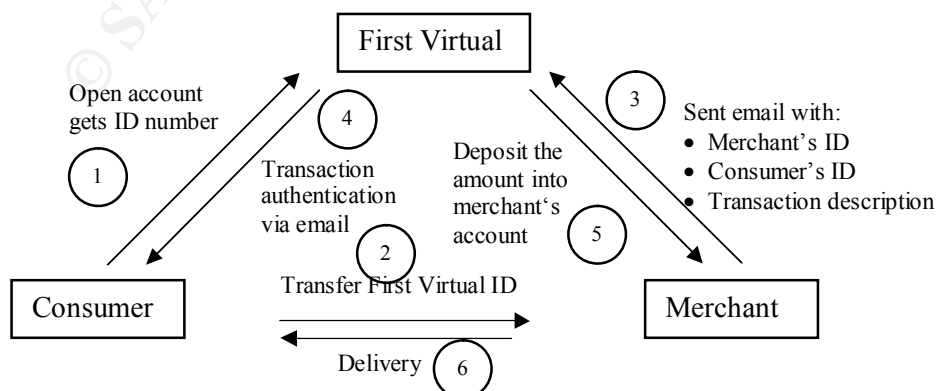 © SA
First Virtual
Open account
gets ID number
1
4
Transaction
authentication
via email
3
Sent email with:
• Merchant's ID
• Consumer's ID
• Transaction description
Deposit the
amount into
merchant‘s
account
5
2
Consumer
Transfer First Virtual ID
Merchant
Delivery
6